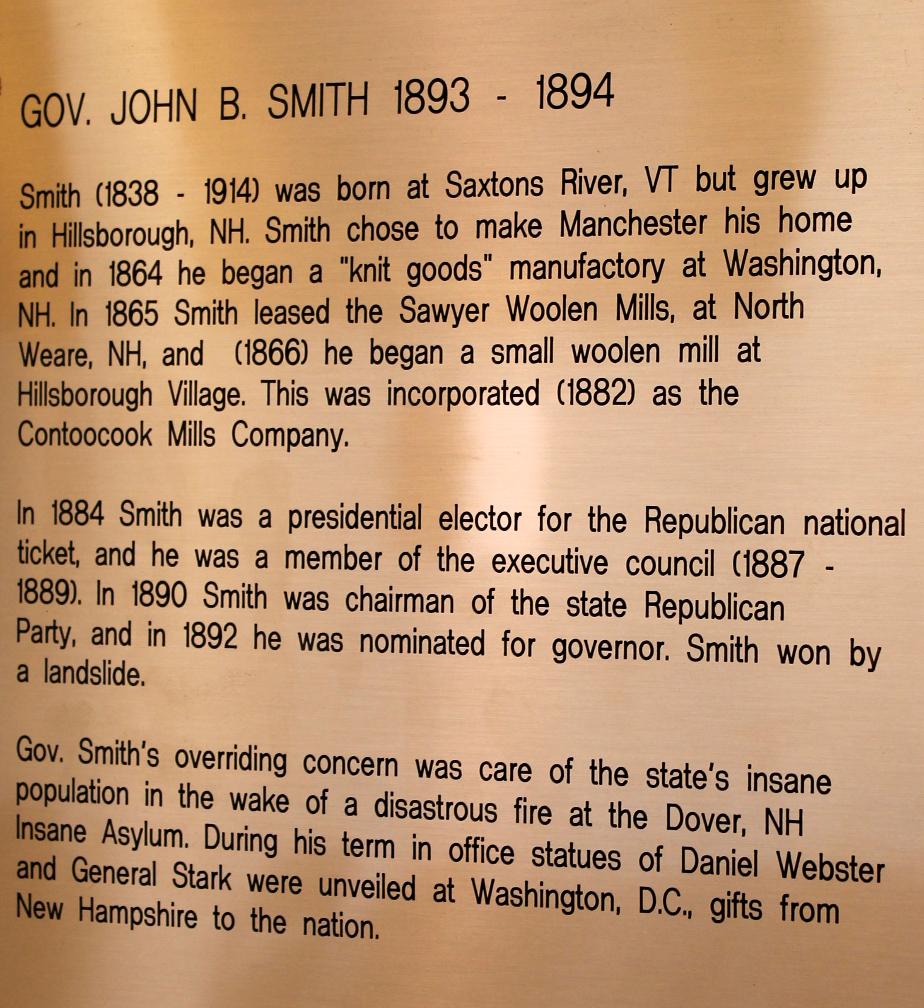 GOV. JOHN B. SMITH 1893 - 1894
Smith (1838 - 1914) was born at Saxtons River, VT but grew up
in Hillsborough, NH. Smith chose to make Manchester his home
and in 1864 he began a "knit goods" manufactory at Washington,
NH. In 1865 Smith leased the Sawyer Woolen Mills, at North
Weare, NH, and (1866) he began a small woolen mill at
Hillsborough Village. This was incorporated (1882) as the
Contoocook Mills Company.
In 1884 Smith was a presidential elector for the Republican national
ticket, and he was a member of the executive council (1887 -
1889). In 1890 Smith was chairman of the state Republican
Party, and in 1892 he was nominated for governor. Smith won by
a landslide.
Gov. Smith's overriding concern was care of the state's insane
population in the wake of a disastrous fire at the Dover, NH
Insane Asylum. During his term in office statues of Daniel Webster
and General Stark were unveiled at Washington, D.C., gifts from
New Hampshire to the nation.